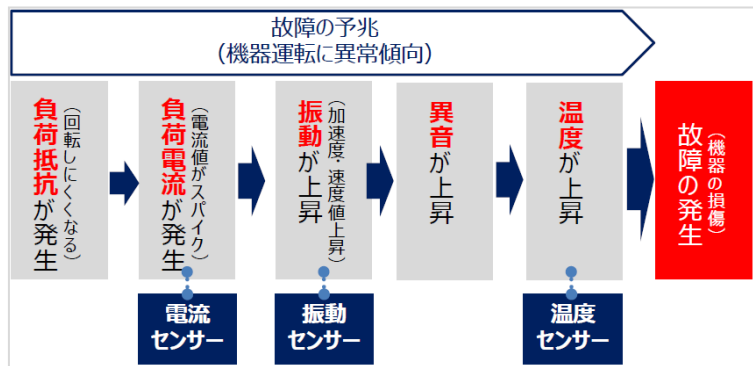 故障の予兆
(機器運転に異常傾向)
負荷抵抗が発生
(回転しにくくなる)
負荷電流が発生
(電流値がスパイク)
振動が上昇
(加速度・速度値上昇)
異音が上昇
温度が上昇
故障の発生
(機器の損傷)
電流
センサー
振動
センサー
温度
センサー